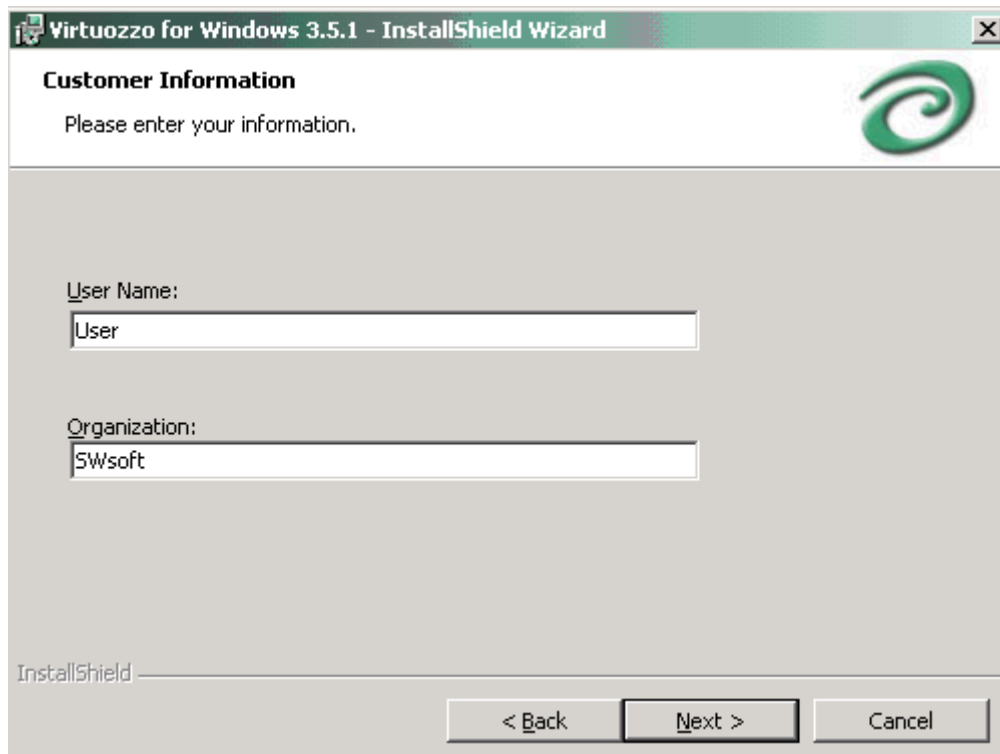 Virtuozzo for Windows 3.5.1 - InstallShield Wizard
Customer Information
Please enter your information.
User Name:
User
Organization:
SWsoft
InstallShield
< Back Next > Cancel